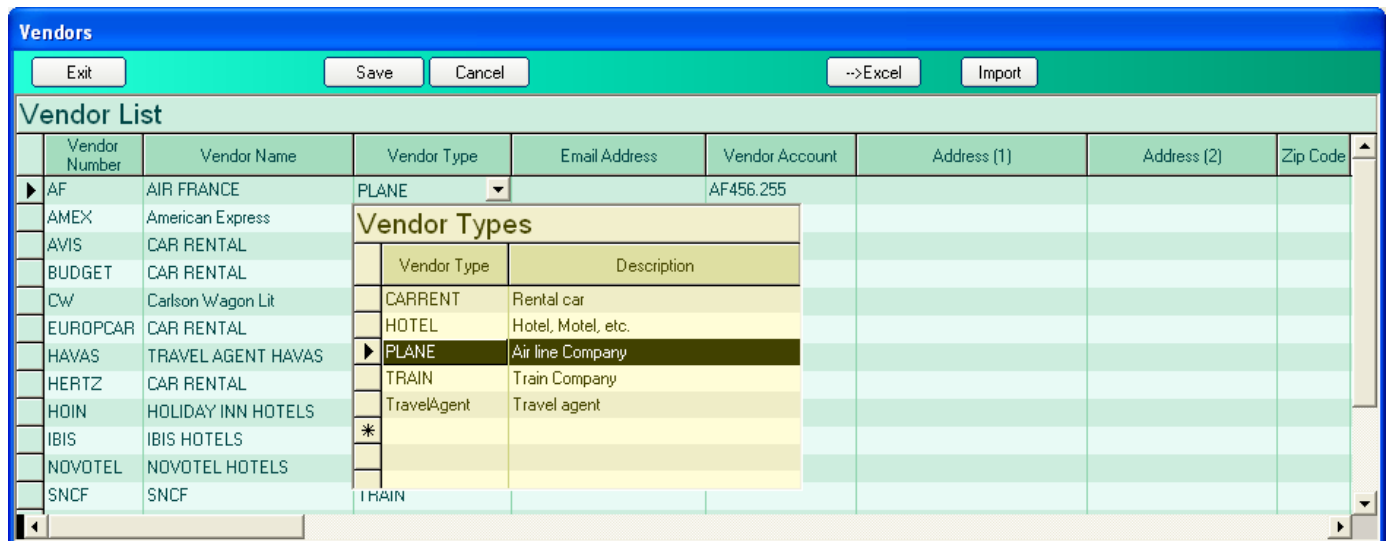 Vendors
Exit Save Cancel -->Excel Import
Vendor List
Vendor Number Vendor Name Vendor Type Email Address Vendor Account Address (1) Address (2) Zip Code
AF AIR FRANCE PLANE AF456.255
AMEX American Express
AVIS CAR RENTAL
BUDGET CAR RENTAL
CW Carlson Wagon Lit
EUROPCAR CAR RENTAL
HAVAS TRAVEL AGENT HAVAS
HERTZ CAR RENTAL
HOIN HOLIDAY INN HOTELS
IBIS IBIS HOTELS
NOVOTEL NOVOTEL HOTELS
SNCF SNCF TRAIN
Vendor Types
Vendor Type Description
CARRENT Rental car
HOTEL Hotel, Motel, etc.
PLANE Air line Company
TRAIN Train Company
TravelAgent Travel agent